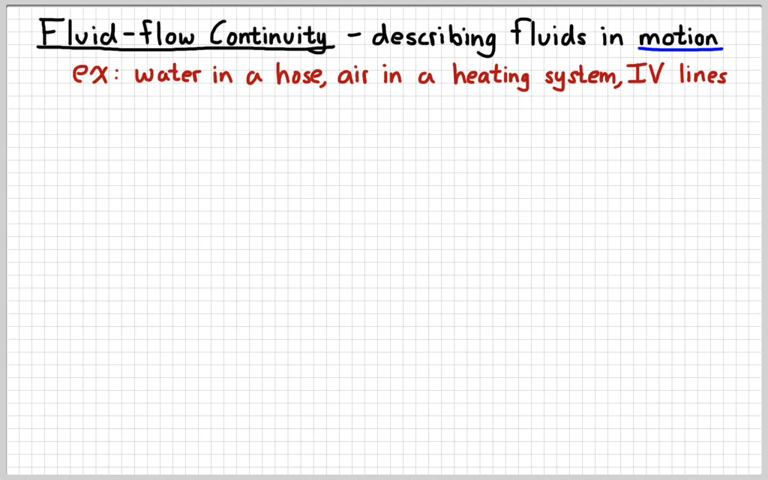 Fluid-flow Continuity - describing fluids in motion
ex: water in a hose, air in a heating system, IV lines